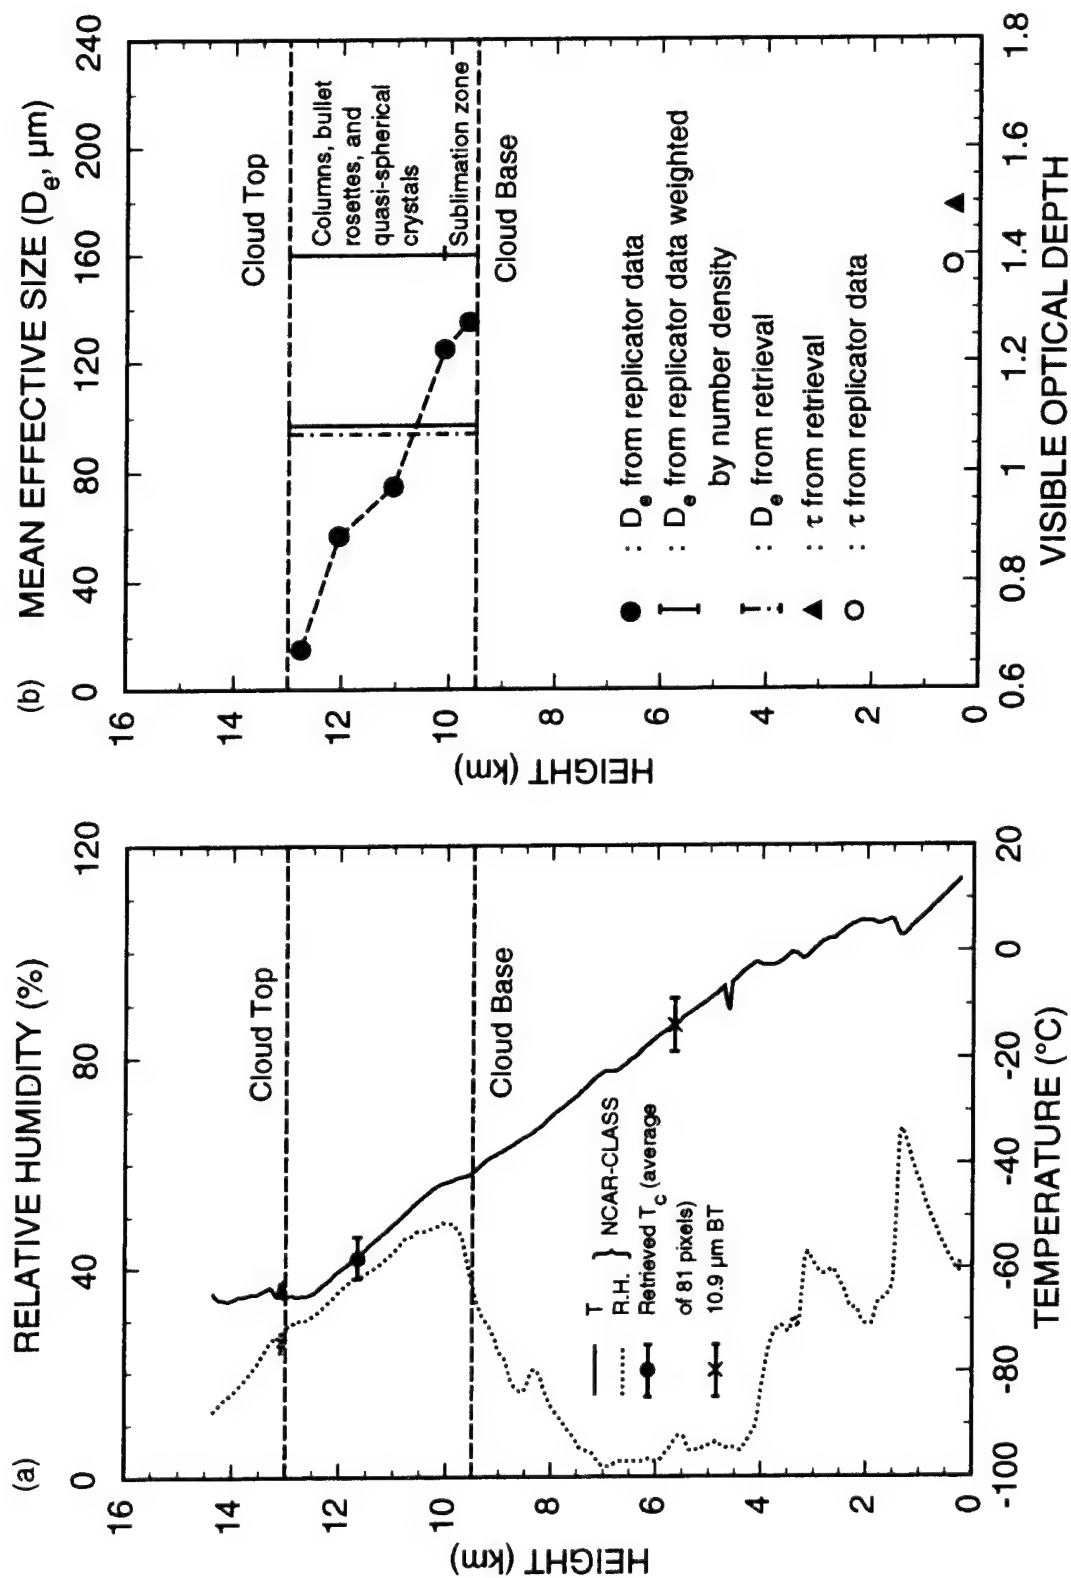 (a) RELATIVE HUMIDITY (%)
0 40 80 120
16
14
12
10
8
6
4
2
0
HEIGHT (km)
Cloud Top
Cloud Base
T
R.H. } NCAR-CLASS
Retrieved Tc (average
of 81 pixels)
10.9 μm BT
-100 -80 -60 -40 -20 0 20
TEMPERATURE (°C)
(b) MEAN EFFECTIVE SIZE (De, μm)
0 40 80 120 160 200 240
16
14
12
10
8
6
4
2
0
HEIGHT (km)
Cloud Top
Columns, bullet
rosettes, and
quasi-spherical
crystals
Sublimation zone
Cloud Base
: De from replicator data
: De from replicator data weighted
by number density
: De from retrieval
: τ from retrieval
: τ from replicator data
0.6 0.8 1 1.2 1.4 1.6 1.8
VISIBLE OPTICAL DEPTH